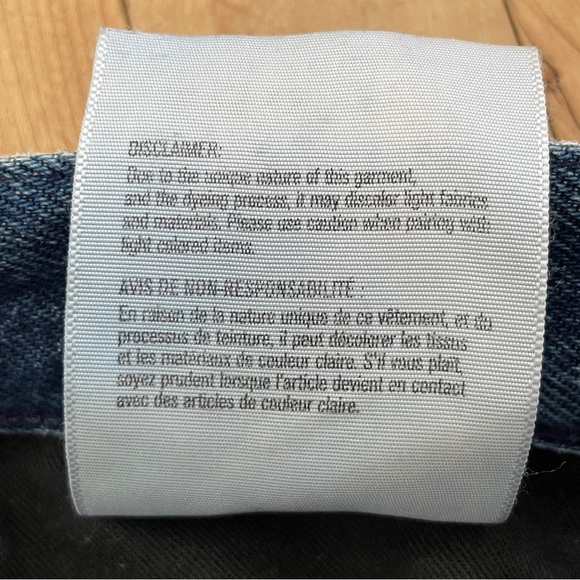 DISCLAIMER:
Due to the unique nature of this garment,
and the dyeing process, it may discolor light fabrics
and materials. Please use caution when pairing with
light colored items.
AVIS DE NON-RESPONSABILITÉ :
En raison de la nature unique de ce vêtement, et du
processus de teinture, il peut décolorer les tissus
et les matériaux de couleur claire. S'il vous plaît,
soyez prudent lorsque l'article devient en contact
avec des articles de couleur claire.